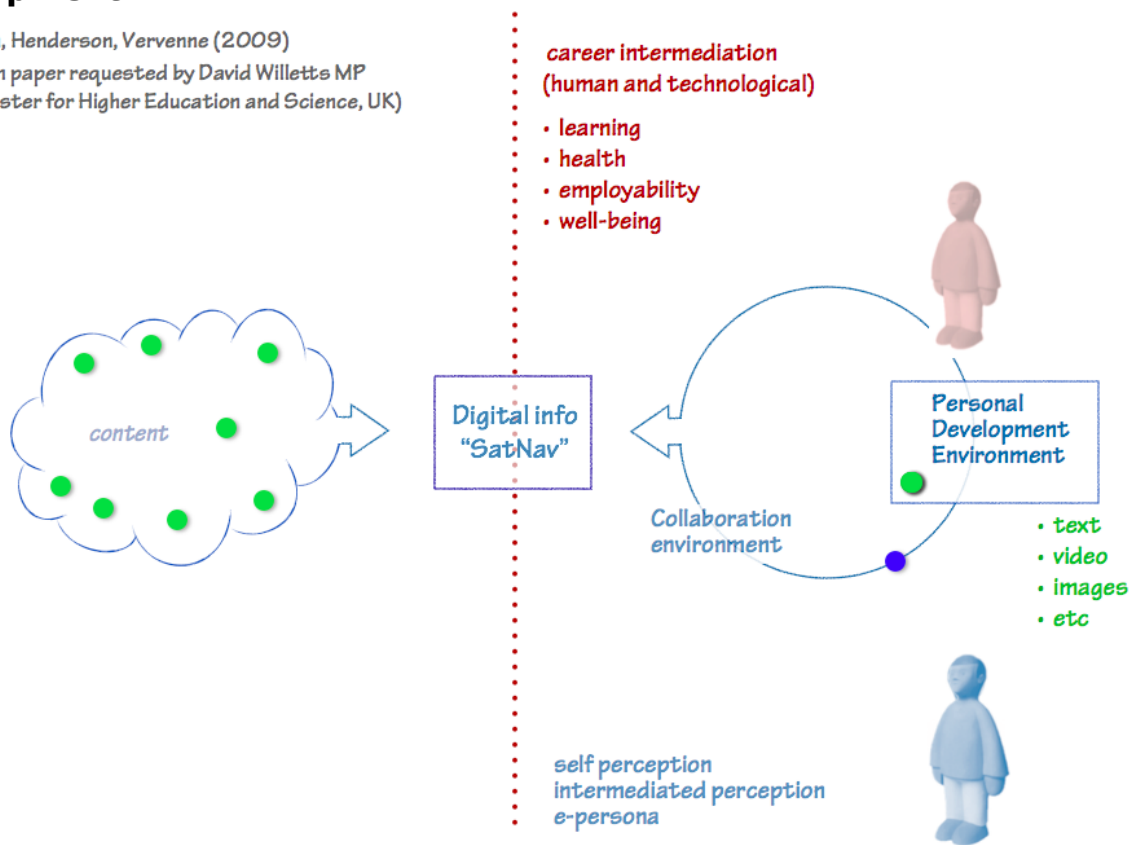 , Henderson, Vervenne (2009)
paper requested by David Willetts MP
for Higher Education and Science, UK)
career intermediation
(human and technological)
• learning
• health
• employability
• well-being
content
Digital info
“SatNav”
Personal
Development
Environment
Collaboration
environment
• text
• video
• images
• etc
self perception
intermediated perception
e-persona